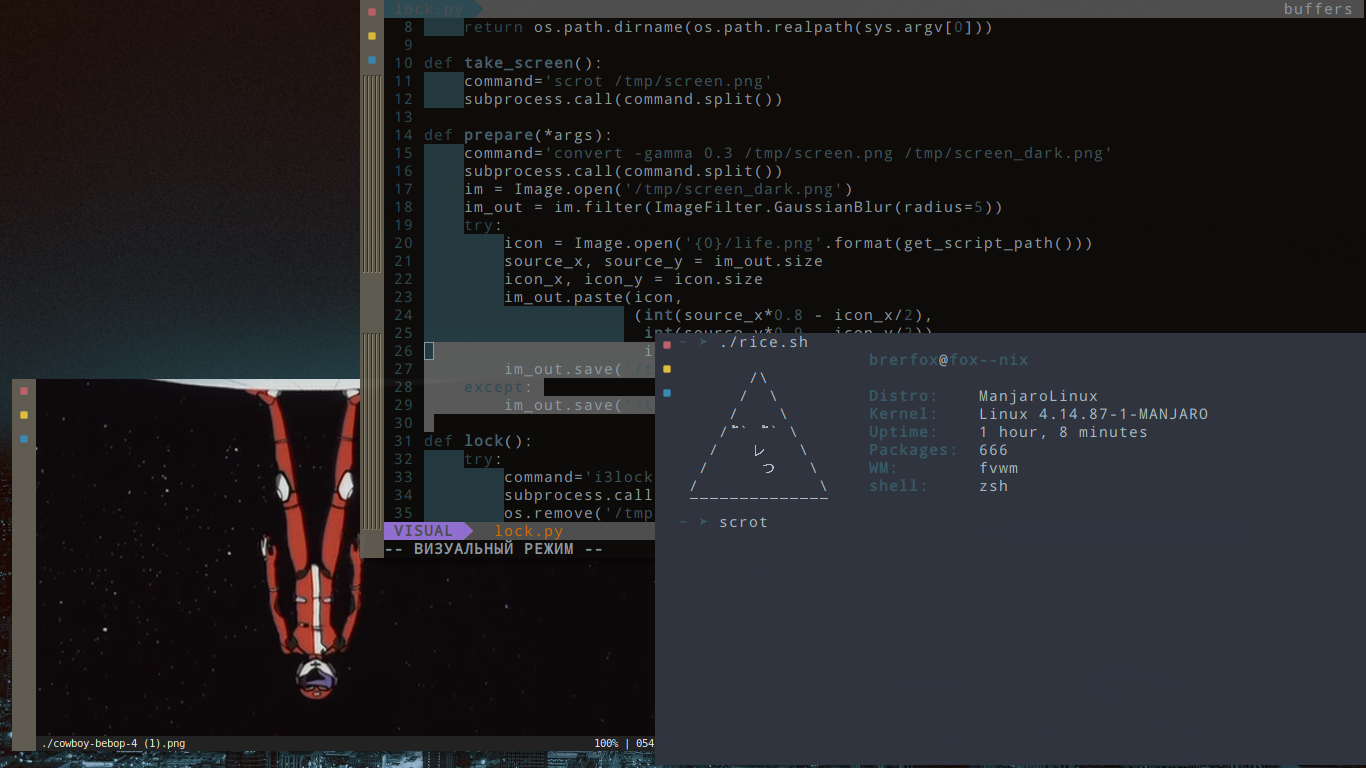 lock.py buffers
8 return os.path.dirname(os.path.realpath(sys.argv[0]))
9
10 def take_screen():
11 command='scrot /tmp/screen.png'
12 subprocess.call(command.split())
13
14 def prepare(*args):
15 command='convert -gamma 0.3 /tmp/screen.png /tmp/screen_dark.png'
16 subprocess.call(command.split())
17 im = Image.open('/tmp/screen_dark.png')
18 im_out = im.filter(ImageFilter.GaussianBlur(radius=5))
19 try:
20 icon = Image.open('{0}/life.png'.format(get_script_path()))
21 source_x, source_y = im_out.size
22 icon_x, icon_y = icon.size
23 im_out.paste(icon,
24 (int(source_x*0.8 - icon_x/2),
25 int(source_y*0.9 - icon_y/2)),
26 i
27 im_out.save('/t
28 except:
29 im_out.save('/t
30
31 def lock():
32 try:
33 command='i3lock
34 subprocess.call
35 os.remove('/tmp
VISUAL lock.py
-- ВИЗУАЛЬНЫЙ РЕЖИМ --
~ ➤ ./rice.sh
brerfox@fox--nix
Distro: ManjaroLinux
Kernel: Linux 4.14.87-1-MANJARO
Uptime: 1 hour, 8 minutes
Packages: 666
WM: fvwm
shell: zsh
レ
つ
~ ➤ scrot
./cowboy-bebop-4 (1).png 100% | 054